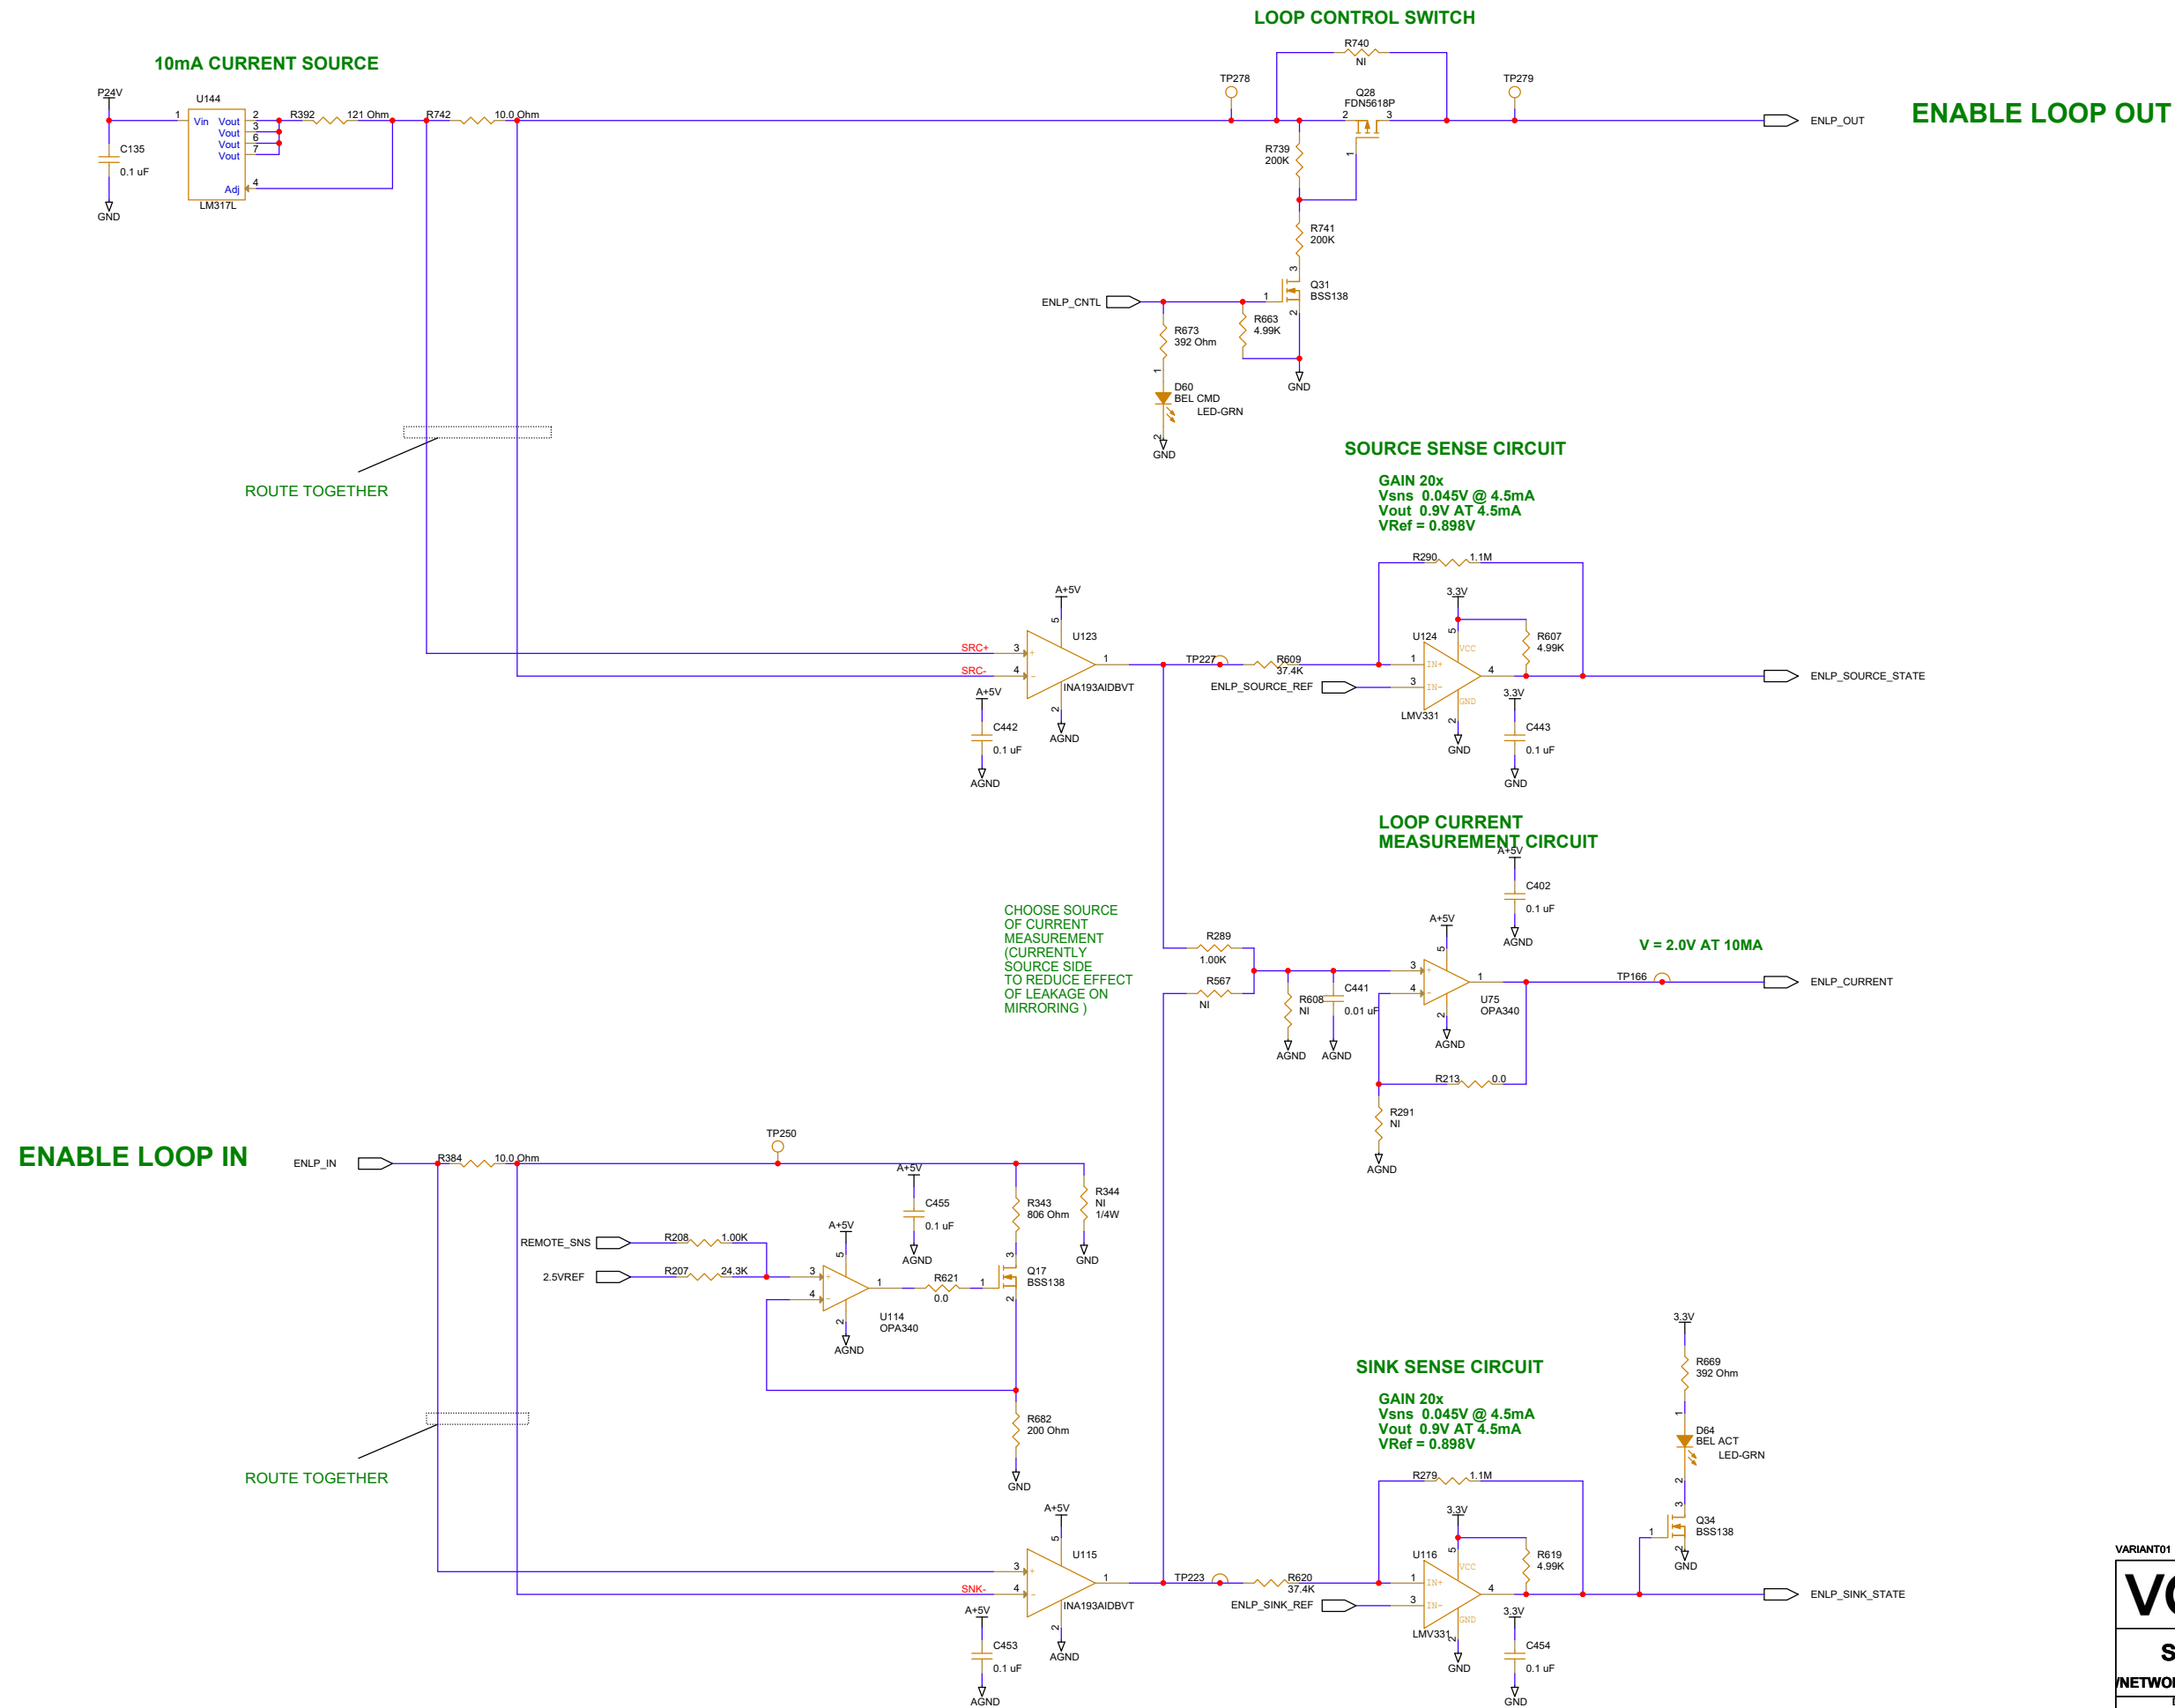 LOOP CONTROL SWITCH
10mA CURRENT SOURCE
P24V
U144
1
Vin
Vout
Vout
Vout
Vout
Adj
2
3
6
7
4
LM317L
C135
0.1 uF
GND
R392
121 Ohm
R742
10.0 Ohm
TP278
R740
NI
Q28
FDN5618P
2
3
1
TP279
ENLP_OUT
ENABLE LOOP OUT
R739
200K
R741
200K
3
Q31
BSS138
1
2
ENLP_CNTL
R673
392 Ohm
R663
4.99K
GND
1
D60
BEL CMD
LED-GRN
2
GND
ROUTE TOGETHER
SOURCE SENSE CIRCUIT
GAIN 20x
Vsns 0.045V @ 4.5mA
Vout 0.9V AT 4.5mA
VRef = 0.898V
R290
1.1M
A+5V
5
U123
SRC+
3
+
SRC-
4
-
1
INA193AIDBVT
2
AGND
A+5V
C442
0.1 uF
AGND
TP227
R609
37.4K
ENLP_SOURCE_REF
3.3V
5
U124
VCC
1
IN+
3
IN-
GND
4
LMV331
2
GND
R607
4.99K
3.3V
C443
0.1 uF
GND
ENLP_SOURCE_STATE
LOOP CURRENT
MEASUREMENT CIRCUIT
A+5V
C402
0.1 uF
AGND
CHOOSE SOURCE
OF CURRENT
MEASUREMENT
(CURRENTLY
SOURCE SIDE
TO REDUCE EFFECT
OF LEAKAGE ON
MIRRORING )
R289
1.00K
R567
NI
R608
NI
AGND
C441
0.01 uF
AGND
A+5V
5
3
+
4
-
1
U75
OPA340
2
AGND
V = 2.0V AT 10MA
TP166
ENLP_CURRENT
R213
0.0
R291
NI
AGND
ENABLE LOOP IN
ENLP_IN
R384
10.0 Ohm
TP250
A+5V
C455
0.1 uF
AGND
R343
806 Ohm
R344
NI
1/4W
GND
REMOTE_SNS
R208
1.00K
2.5VREF
R207
24.3K
A+5V
5
3
+
4
-
1
U114
OPA340
2
AGND
R621
0.0
3
Q17
BSS138
1
2
R682
200 Ohm
GND
ROUTE TOGETHER
SINK SENSE CIRCUIT
GAIN 20x
Vsns 0.045V @ 4.5mA
Vout 0.9V AT 4.5mA
VRef = 0.898V
R279
1.1M
A+5V
5
U115
3
+
SNK-
4
-
1
INA193AIDBVT
2
AGND
A+5V
C453
0.1 uF
AGND
TP223
R620
37.4K
ENLP_SINK_REF
3.3V
5
U116
VCC
1
IN+
3
IN-
GND
4
LMV331
2
GND
R619
4.99K
3.3V
C454
0.1 uF
GND
3.3V
R669
392 Ohm
1
D64
BEL ACT
LED-GRN
2
3
Q34
BSS138
1
2
GND
ENLP_SINK_STATE
VARIANT01